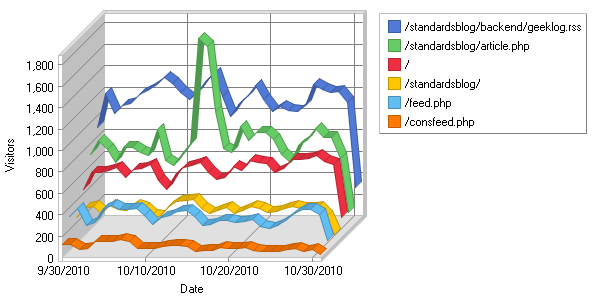 /standardsblog/backend/geeklog.rss
/standardsblog/article.php
/
/standardsblog/
/feed.php
/consfeed.php
Visitors
1,800
1,600
1,400
1,200
1,000
800
600
400
200
0
9/30/2010 10/10/2010 10/20/2010 10/30/2010
Date